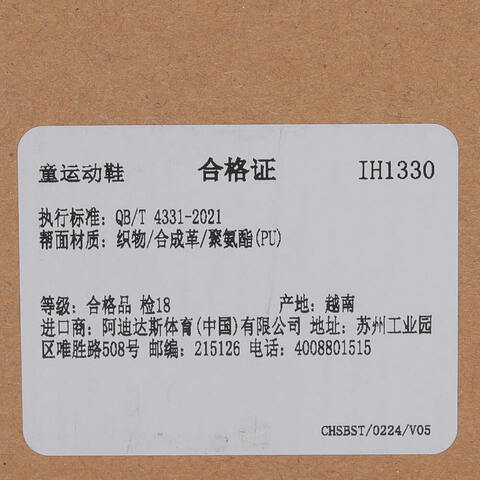 童运动鞋 合格证 IH1330
执行标准: QB/T 4331-2021
帮面材质: 织物/合成革/聚氨酯(PU)
等级: 合格品 检18 产地: 越南
进口商: 阿迪达斯体育(中国)有限公司 地址: 苏州工业园
区唯胜路508号 邮编: 215126 电话: 4008801515
CHSBST/0224/V05